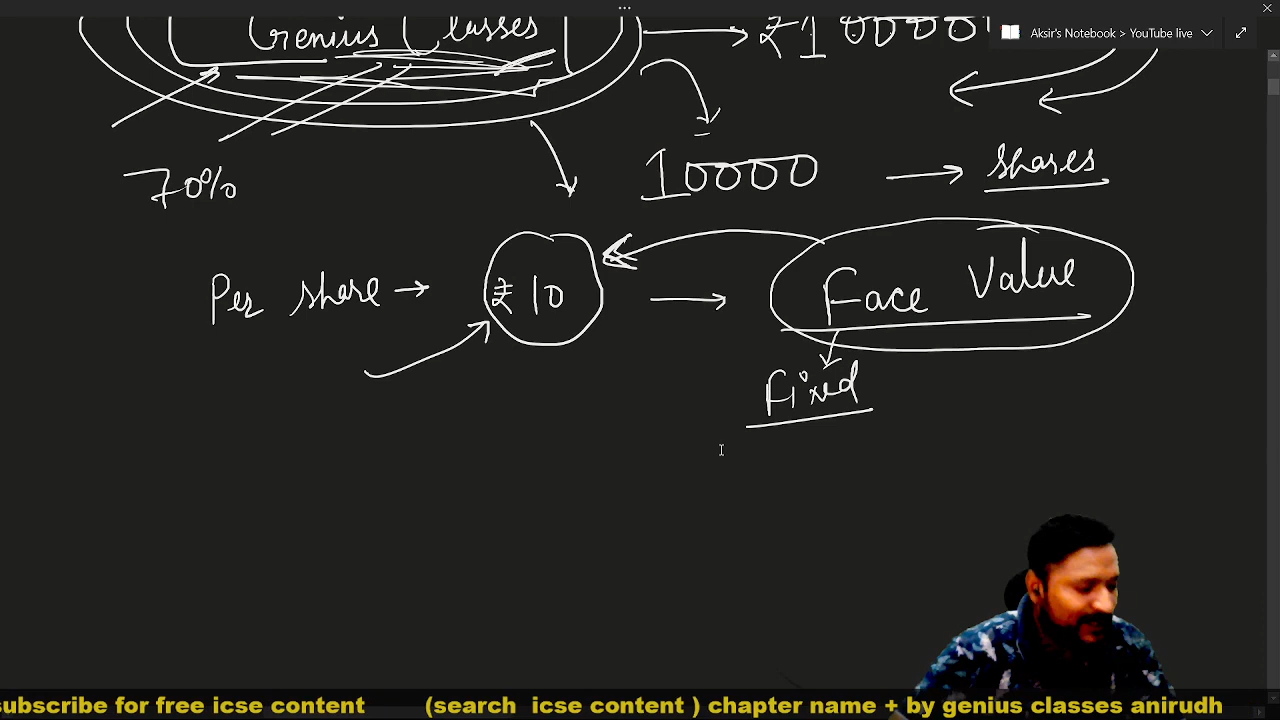 Genius Classes
Aksir's Notebook > YouTube live
10000 → shares
70%
Per share → ₹ 10 → Face Value
Fixed
subscribe for free icse content (search icse content ) chapter name + by genius classes anirudh